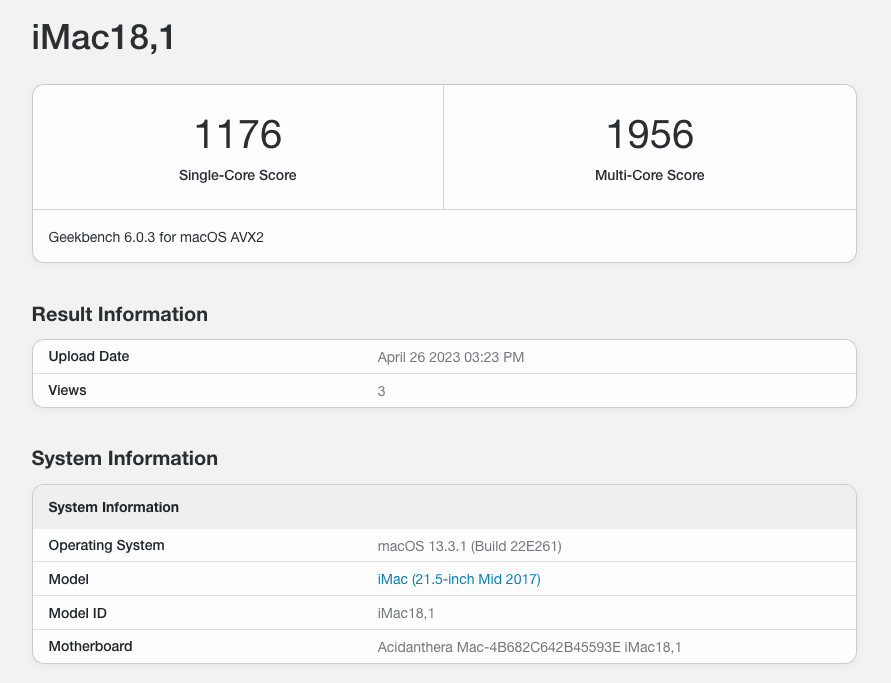 iMac18,1
1176
Single-Core Score
1956
Multi-Core Score
Geekbench 6.0.3 for macOS AVX2
Result Information
Upload Date April 26 2023 03:23 PM
Views 3
System Information
System Information
Operating System macOS 13.3.1 (Build 22E261)
Model iMac (21.5-inch Mid 2017)
Model ID iMac18,1
Motherboard Acidanthera Mac-4B682C642B45593E iMac18,1